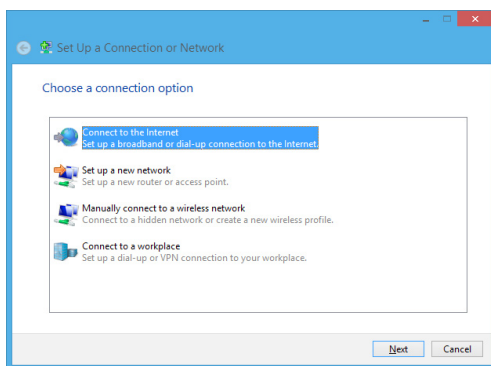 Set Up a Connection or Network
Choose a connection option
Connect to the Internet
Set up a broadband or dial-up connection to the Internet.
Set up a new network
Set up a new router or access point.
Manually connect to a wireless network
Connect to a hidden network or create a new wireless profile.
Connect to a workplace
Set up a dial-up or VPN connection to your workplace.
Next Cancel